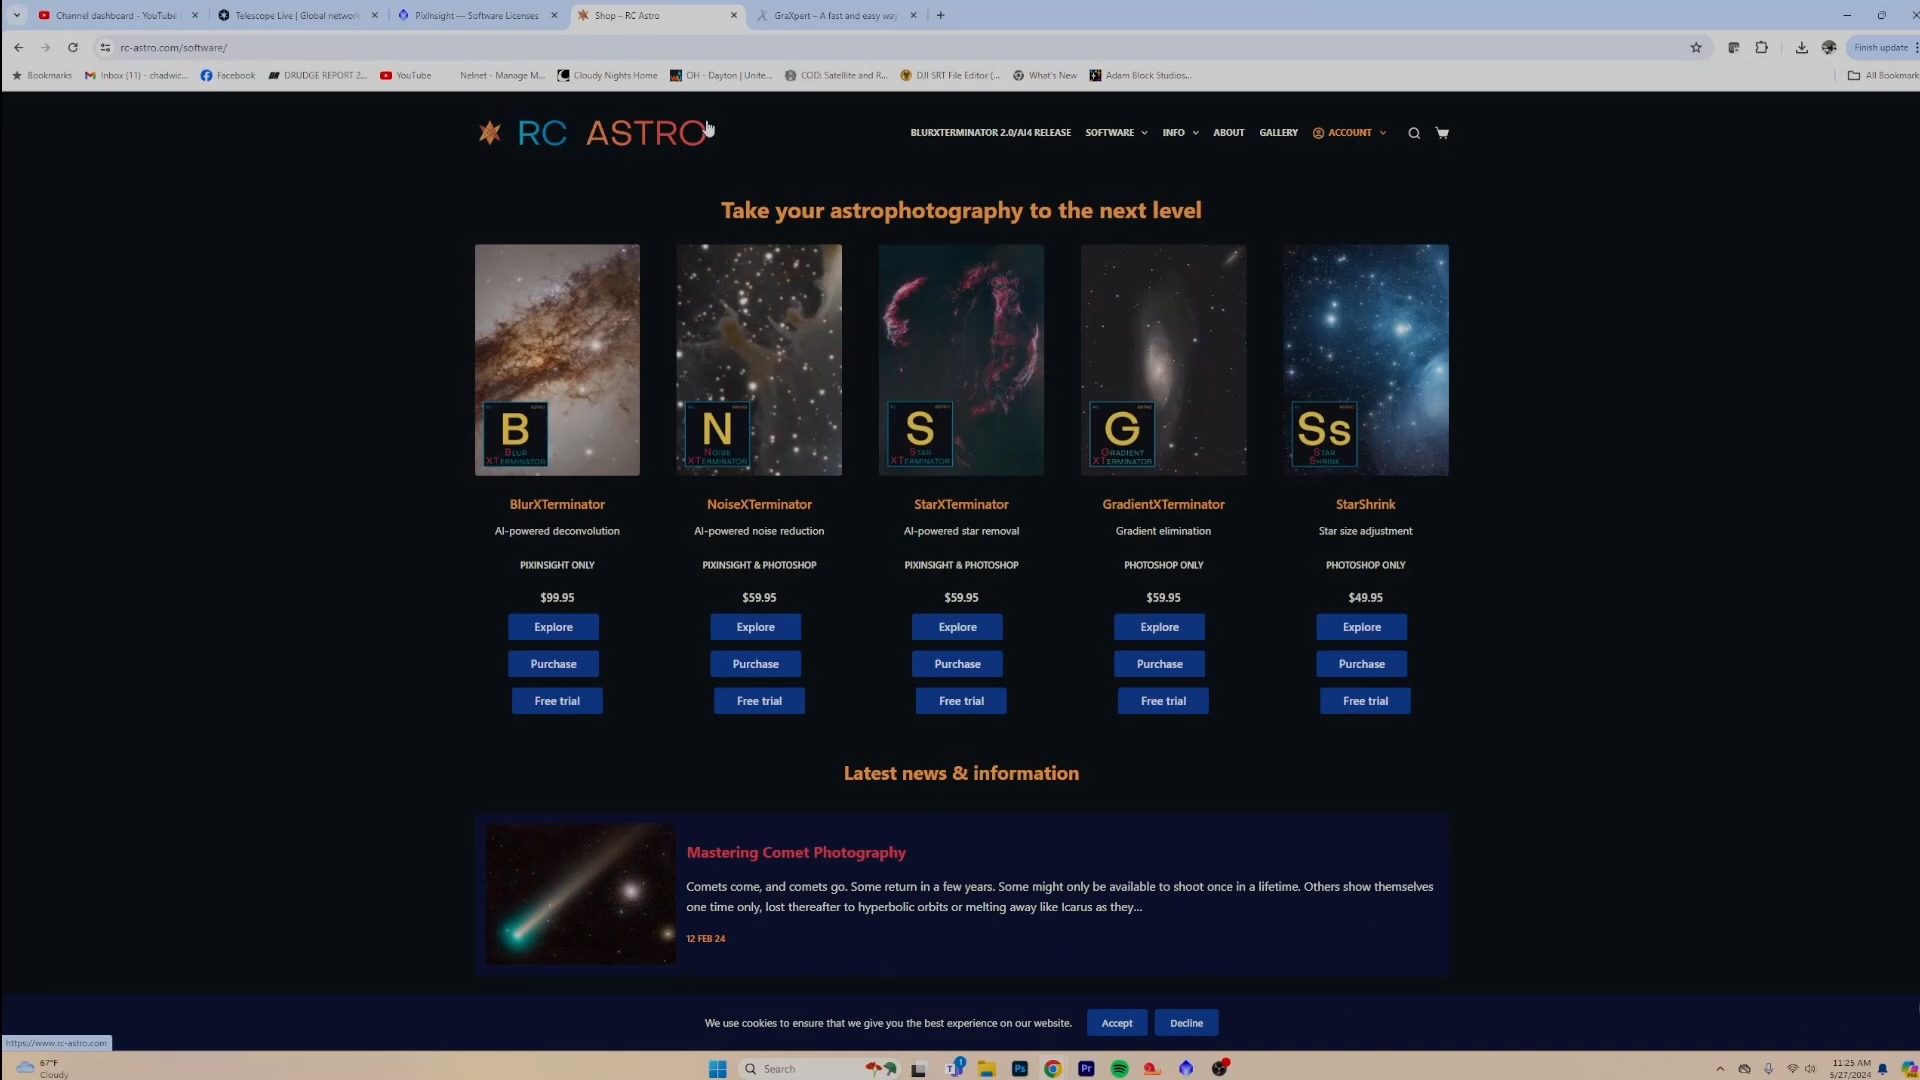 Channel dashboard - YouTube
Telescope Live | Global network
PixInsight — Software Licenses
Shop – RC Astro
GraXpert – A fast and easy way
rc-astro.com/software/
Finish update
Bookmarks
Inbox (11) - chadwic...
Facebook
DRUDGE REPORT 2...
YouTube
Nelnet - Manage M...
Cloudy Nights Home
OH - Dayton | Unite...
COD: Satellite and R...
DJI SRT File Editor (...
What's New
Adam Block Studios...
All Bookmark
RC ASTRO
BLURXTERMINATOR 2.0/AI4 RELEASE
SOFTWARE
INFO
ABOUT
GALLERY
ACCOUNT
Take your astrophotography to the next level
B
BLUR
XTERMINATOR
N
NOISE
XTERMINATOR
S
STAR
XTERMINATOR
G
GRADIENT
XTERMINATOR
Ss
STAR
SHRINK
BlurXTerminator
NoiseXTerminator
StarXTerminator
GradientXTerminator
StarShrink
AI-powered deconvolution
AI-powered noise reduction
AI-powered star removal
Gradient elimination
Star size adjustment
PIXINSIGHT ONLY
PIXINSIGHT & PHOTOSHOP
PIXINSIGHT & PHOTOSHOP
PHOTOSHOP ONLY
PHOTOSHOP ONLY
$99.95
$59.95
$59.95
$59.95
$49.95
Explore
Explore
Explore
Explore
Explore
Purchase
Purchase
Purchase
Purchase
Purchase
Free trial
Free trial
Free trial
Free trial
Free trial
Latest news & information
Mastering Comet Photography
Comets come, and comets go. Some return in a few years. Some might only be available to shoot once in a lifetime. Others show themselves
one time only, lost thereafter to hyperbolic orbits or melting away like Icarus as they...
12 FEB 24
We use cookies to ensure that we give you the best experience on our website.
Accept
Decline
https://www.rc-astro.com
67°F
Cloudy
Search
11:25 AM
5/27/2024